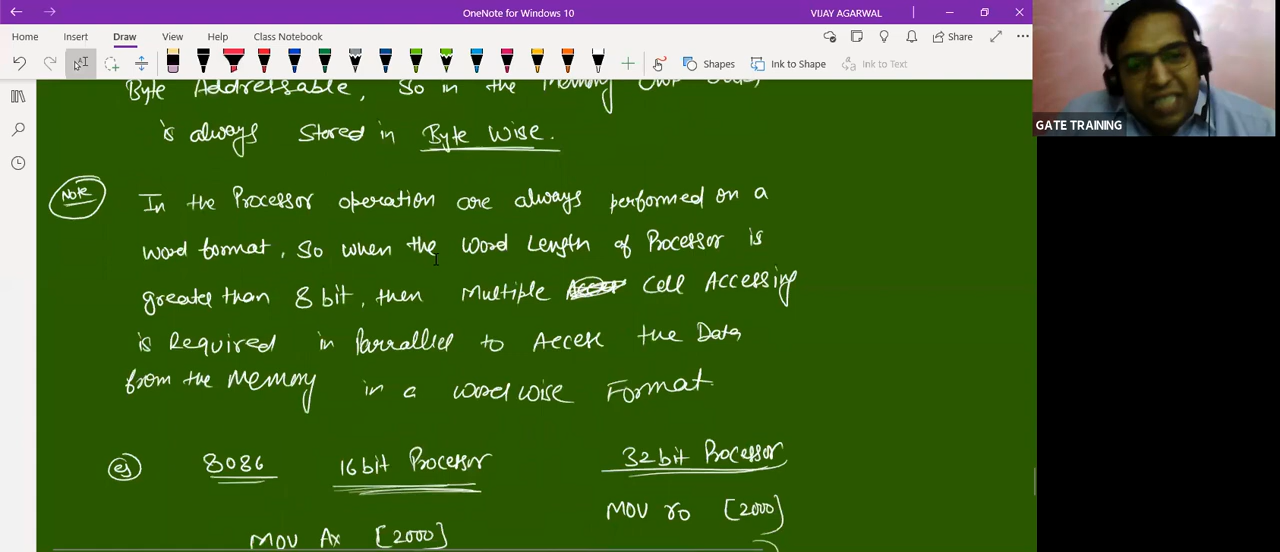 OneNote for Windows 10
VIJAY AGARWAL
Home Insert Draw View Help Class Notebook Share
Shapes Ink to Shape Ink to Text
GATE TRAINING
Byte Addressable, So in the Memory
is always Stored in Byte Wise.
Note In the Processor operation are always performed on a
word format, So when the Word Length of Processor is
greater than 8 bit, then Multiple Cell Accessing
is Required in Parrallel to Access the Data
from the Memory in a word wise Format
eg 8086 16 bit Processor 32 bit Processor
MOV r0 [2000]
MOV Ax [2000]